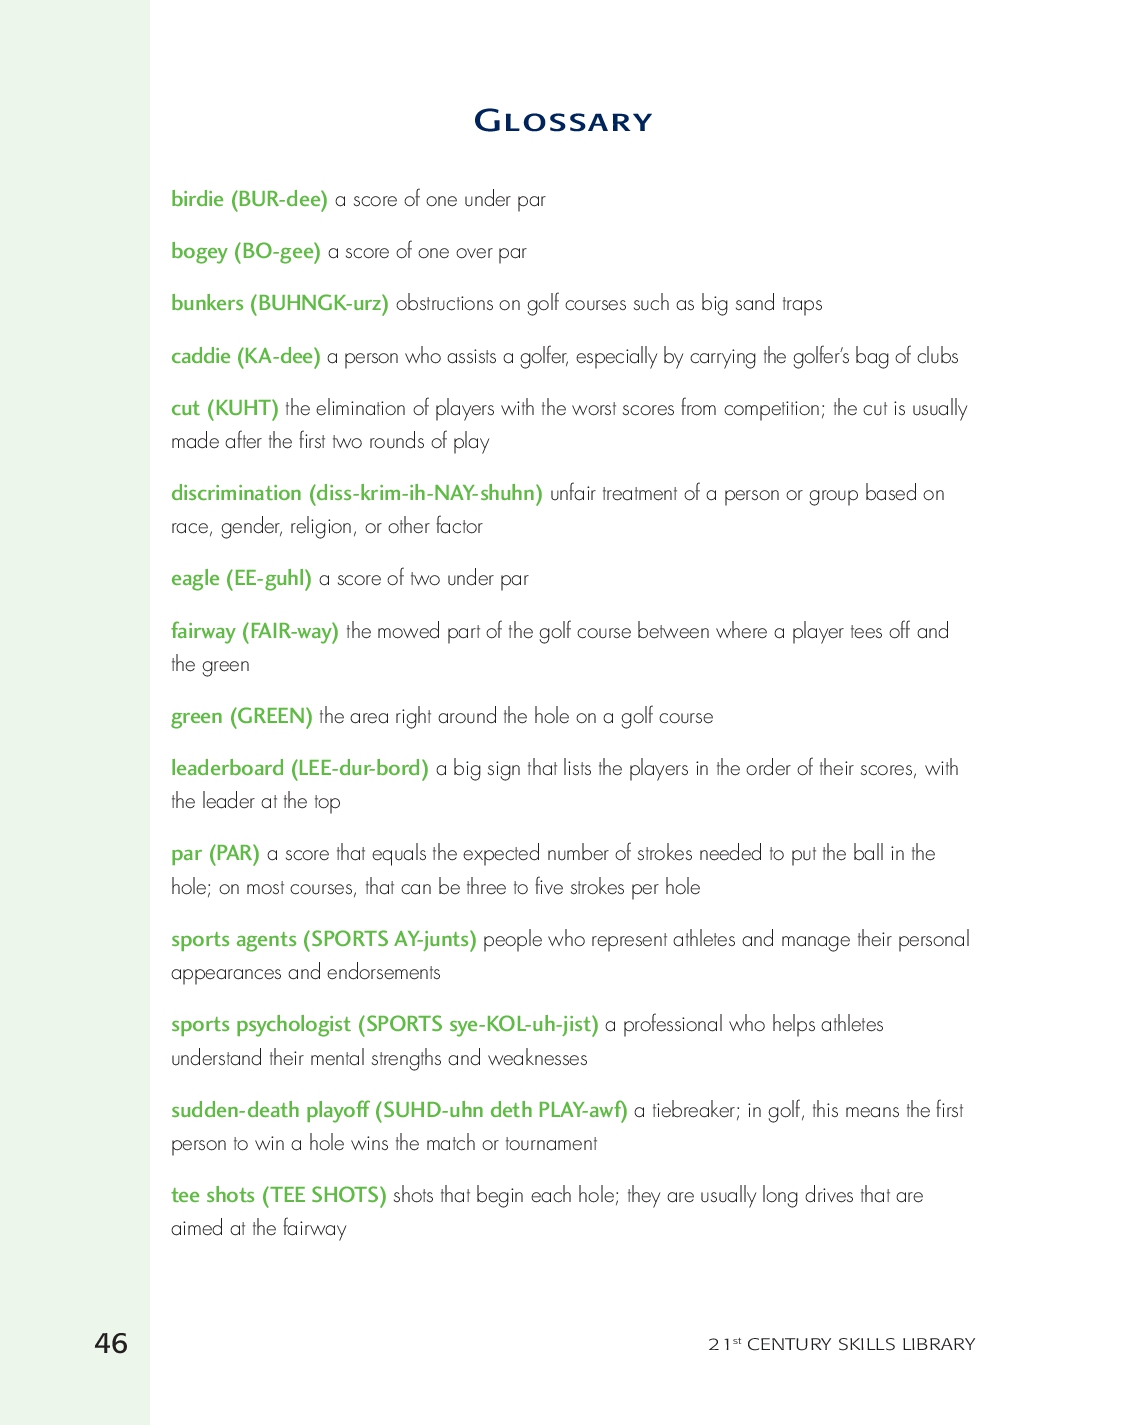 Glossary
birdie (BUR-dee) a score of one under par
bogey (BO-gee) a score of one over par
bunkers (BUHNGK-urz) obstructions on golf courses such as big sand traps
caddie (KA-dee) a person who assists a golfer, especially by carrying the golfer’s bag of clubs
cut (KUHT) the elimination of players with the worst scores from competition; the cut is usually
made after the first two rounds of play
discrimination (diss-krim-ih-NAY-shuhn) unfair treatment of a person or group based on
race, gender, religion, or other factor
eagle (EE-guhl) a score of two under par
fairway (FAIR-way) the mowed part of the golf course between where a player tees off and
the green
green (GREEN) the area right around the hole on a golf course
leaderboard (LEE-dur-bord) a big sign that lists the players in the order of their scores, with
the leader at the top
par (PAR) a score that equals the expected number of strokes needed to put the ball in the
hole; on most courses, that can be three to five strokes per hole
sports agents (SPORTS AY-junts) people who represent athletes and manage their personal
appearances and endorsements
sports psychologist (SPORTS sye-KOL-uh-jist) a professional who helps athletes
understand their mental strengths and weaknesses
sudden-death playoff (SUHD-uhn deth PLAY-awf) a tiebreaker; in golf, this means the first
person to win a hole wins the match or tournament
tee shots (TEE SHOTS) shots that begin each hole; they are usually long drives that are
aimed at the fairway
46
21st CENTURY SKILLS LIBRARY